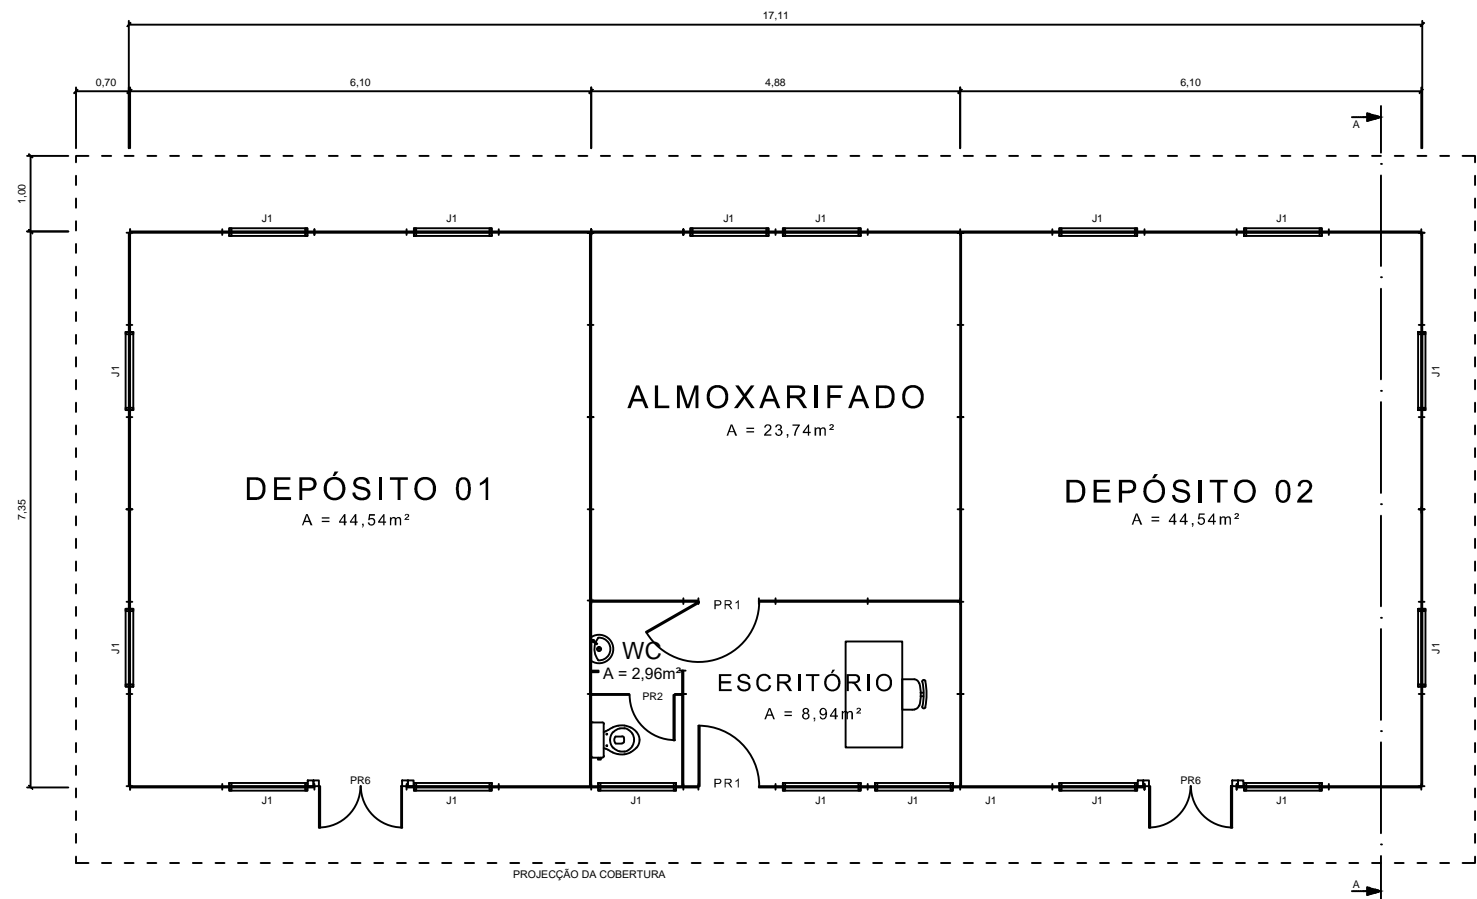 17,11
0,70
6,10
4,88
6,10
A
1,00
J1
J1
J1
J1
J1
J1
J1
J1
ALMOXARIFADO
A = 23,74m²
DEPÓSITO 01
A = 44,54m²
DEPÓSITO 02
A = 44,54m²
7,35
PR1
WC
A = 2,96m²
J1
J1
PR2
ESCRITÓRIO
A = 8,94m²
PR6
PR1
PR6
J1
J1
J1
J1
J1
J1
J1
J1
PROJECÇÃO DA COBERTURA
A